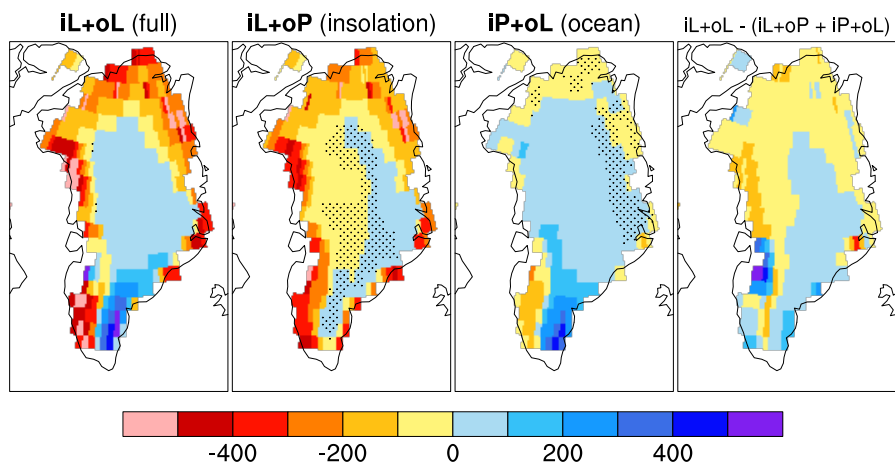 iL+oL (full)
iL+oP (insolation)
iP+oL (ocean)
iL+oL - (iL+oP + iP+oL)
-400 -200 0 200 400